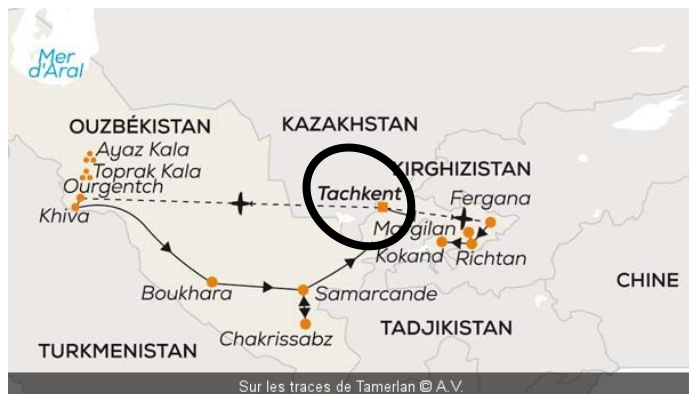 Mer
d'Aral
OUZBÉKISTAN
KAZAKHSTAN
Ayaz Kala
Toprak Kala
Ourgentch
Khiva
KIRGHIZISTAN
Tachkent
Fergana
Margilan
Kokand
Richtan
CHINE
Boukhara
Samarcande
Chakrissabz
TADJIKISTAN
TURKMENISTAN
Sur les traces de Tamerlan © A.V.